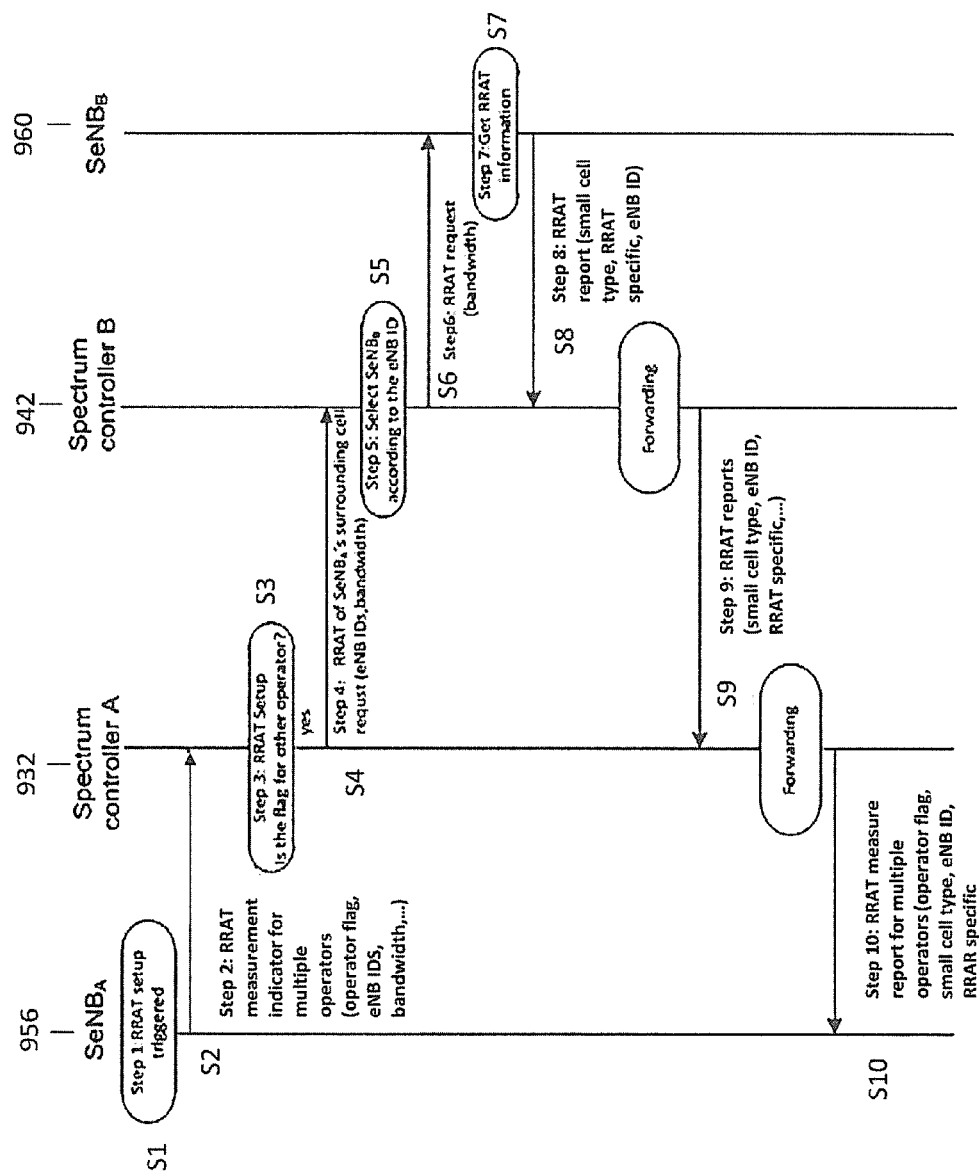 956
SeNBA
932
Spectrum
controller A
942
Spectrum
controller B
960
SeNBB
S1
Step 1:RRAT setup
triggered
S2
Step 2: RRAT
measurement
indicator for
multiple
operators
(operator flag,
eNB IDS,
bandwidth,...)
Step 3: RRAT Setup
Is the flag for other operator?
S3
yes
S4
Step 4: RRAT of SeNBA's surrounding cell
requst (eNB IDs,bandwidth)
Step 5: Select SeNBB
according to the eNB ID
S5
S6
Step6: RRAT request
(bandwidth)
Step 7:Get RRAT
information
S7
S8
Step 8: RRAT
report (small cell
type, RRAT
specific, eNB ID)
Forwarding
S9
Step 9: RRAT reports
(small cell type, eNB ID,
RRAT specific,...)
Forwarding
S10
Step 10: RRAT measure
report for multiple
operators (operator flag,
small cell type, eNB ID,
RRAR specific